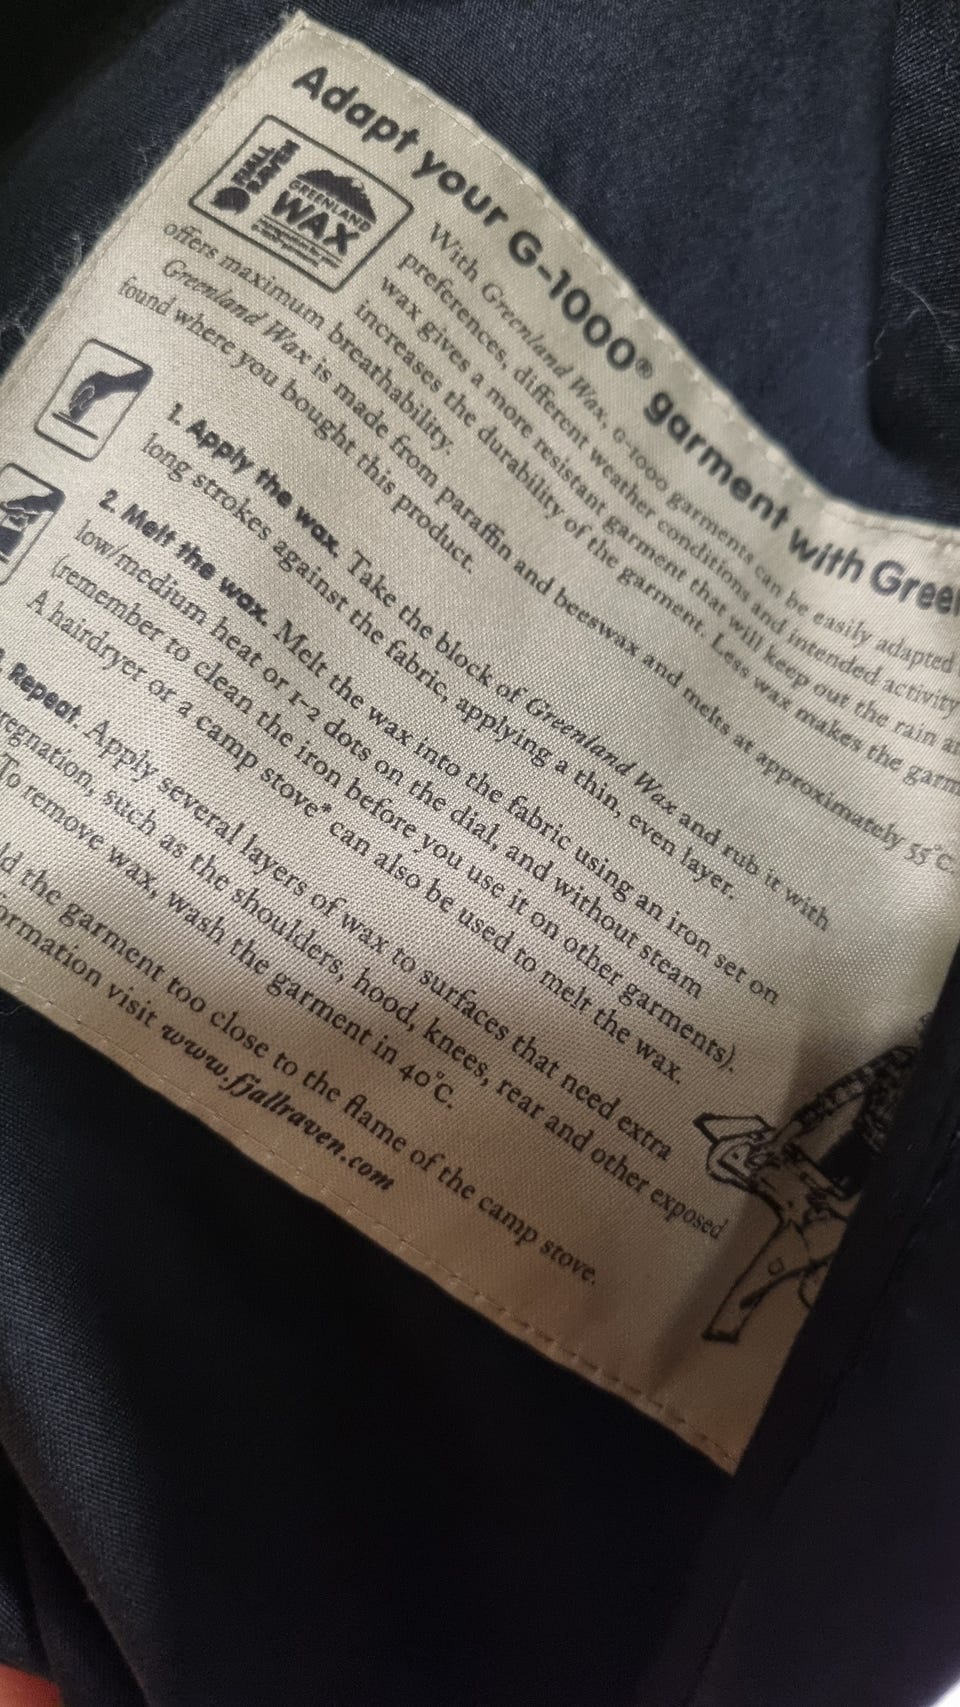 Adapt your G-1000® garment with
GREENLAND
WAX
With Greenland Wax, G-1000 garments can be easily adapted
preferences, different weather conditions and intended activity
wax gives a more resistant garment that will keep out the rain
increases the durability of the garment. Less wax makes the
offers maximum breathability.
Greenland Wax is made from paraffin and beeswax and melts at approximately 55°C.
found where you bought this product.
1. Apply the wax. Take the block of Greenland Wax and rub it with
long strokes against the fabric, applying a thin, even layer.
2. Melt the wax. Melt the wax into the fabric using an iron set on
low/medium heat or 1-2 dots on the dial, and without steam
(remember to clean the iron before you use it on other garments).
A hairdryer or a camp stove* can also be used to melt the wax.
Repeat. Apply several layers of wax to surfaces that need extra
such as the shoulders, hood, knees, rear and other exposed
To remove wax, wash the garment in 40°C.
the garment too close to the flame of the camp stove.
visit www.fjallraven.com